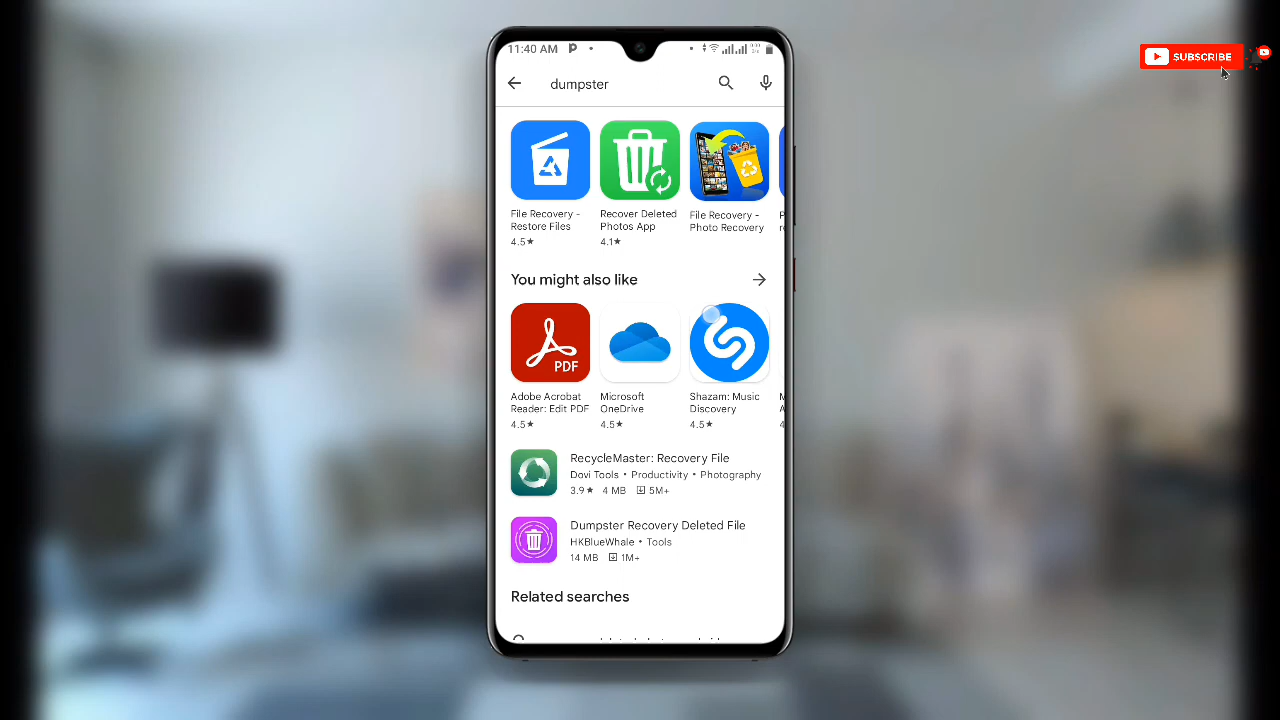 SUBSCRIBE
11:40 AM
dumpster
File Recovery -
Restore Files
4.5★
Recover Deleted
Photos App
4.1★
File Recovery -
Photo Recovery
You might also like
PDF
Adobe Acrobat
Reader: Edit PDF
4.5★
Microsoft
OneDrive
4.5★
Shazam: Music
Discovery
4.5★
RecycleMaster: Recovery File
Dovi Tools • Productivity • Photography
3.9★ 4 MB 5M+
Dumpster Recovery Deleted File
HKBlueWhale • Tools
14 MB 1M+
Related searches